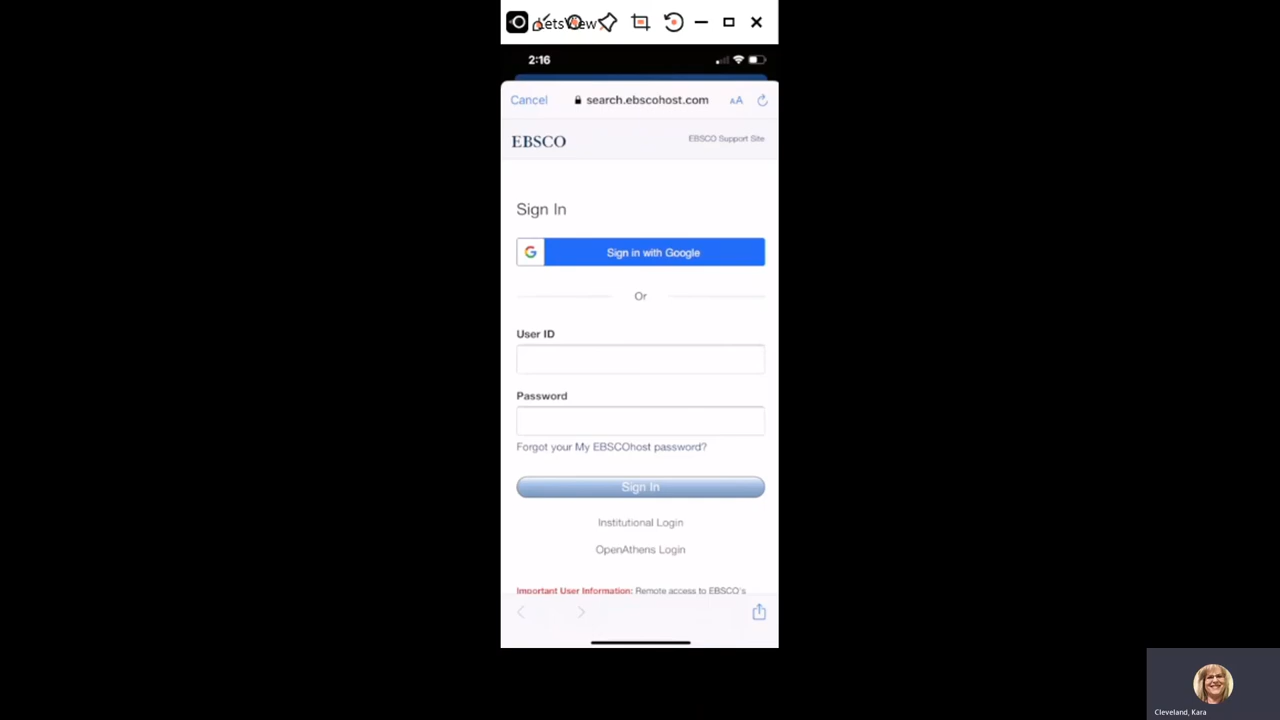 LetsView
2:16
Cancel
search.ebscohost.com
AA
EBSCO
EBSCO Support Site
Sign In
G
Sign in with Google
Or
User ID
Password
Forgot your My EBSCOhost password?
Sign In
Institutional Login
OpenAthens Login
Important User Information: Remote access to EBSCO's
Cleveland, Kara